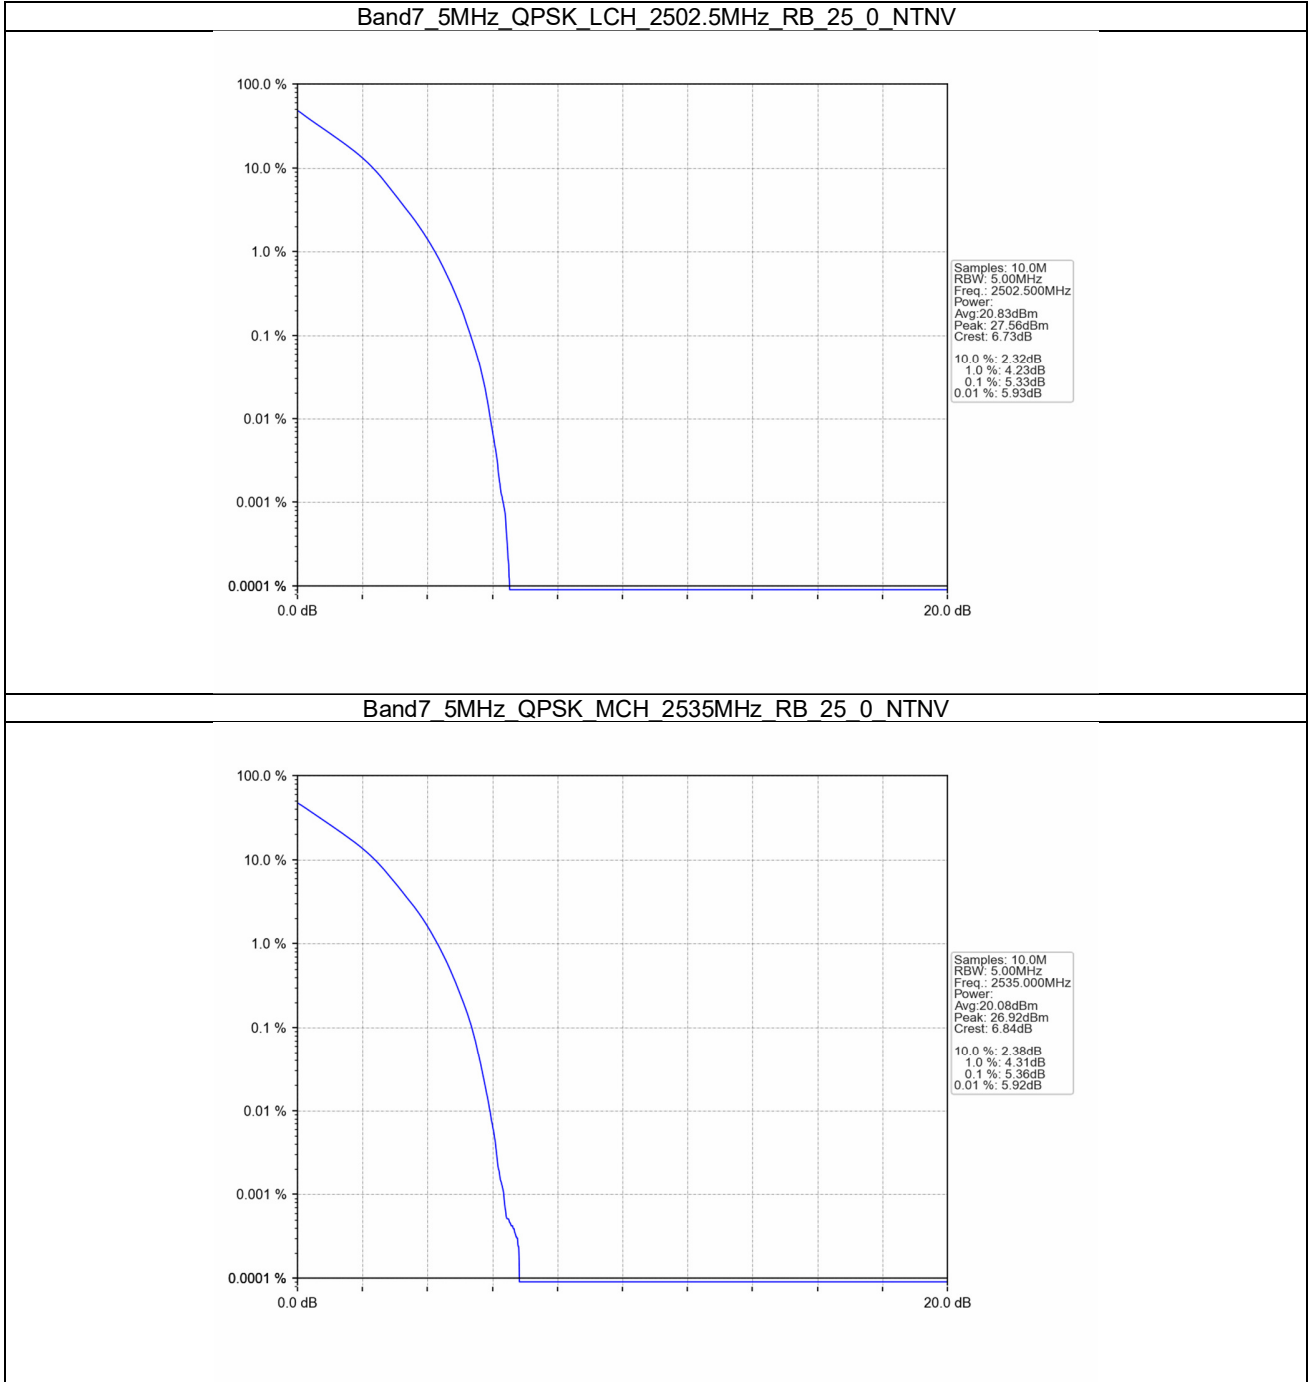 Band7_5MHz_QPSK_LCH_2502.5MHz_RB_25_0_NTNV
100.0 %
10.0 %
1.0 %
0.1 %
0.01 %
0.001 %
0.0001 %
0.0 dB
20.0 dB
Samples: 10.0M
RBW: 5.00MHz
Freq.: 2502.500MHz
Power:
Avg:20.83dBm
Peak: 27.56dBm
Crest: 6.73dB
10.0 %: 2.32dB
1.0 %: 4.23dB
0.1 %: 5.33dB
0.01 %: 5.93dB
Band7_5MHz_QPSK_MCH_2535MHz_RB_25_0_NTNV
100.0 %
10.0 %
1.0 %
0.1 %
0.01 %
0.001 %
0.0001 %
0.0 dB
20.0 dB
Samples: 10.0M
RBW: 5.00MHz
Freq.: 2535.000MHz
Power:
Avg:20.08dBm
Peak: 26.92dBm
Crest: 6.84dB
10.0 %: 2.38dB
1.0 %: 4.31dB
0.1 %: 5.36dB
0.01 %: 5.92dB